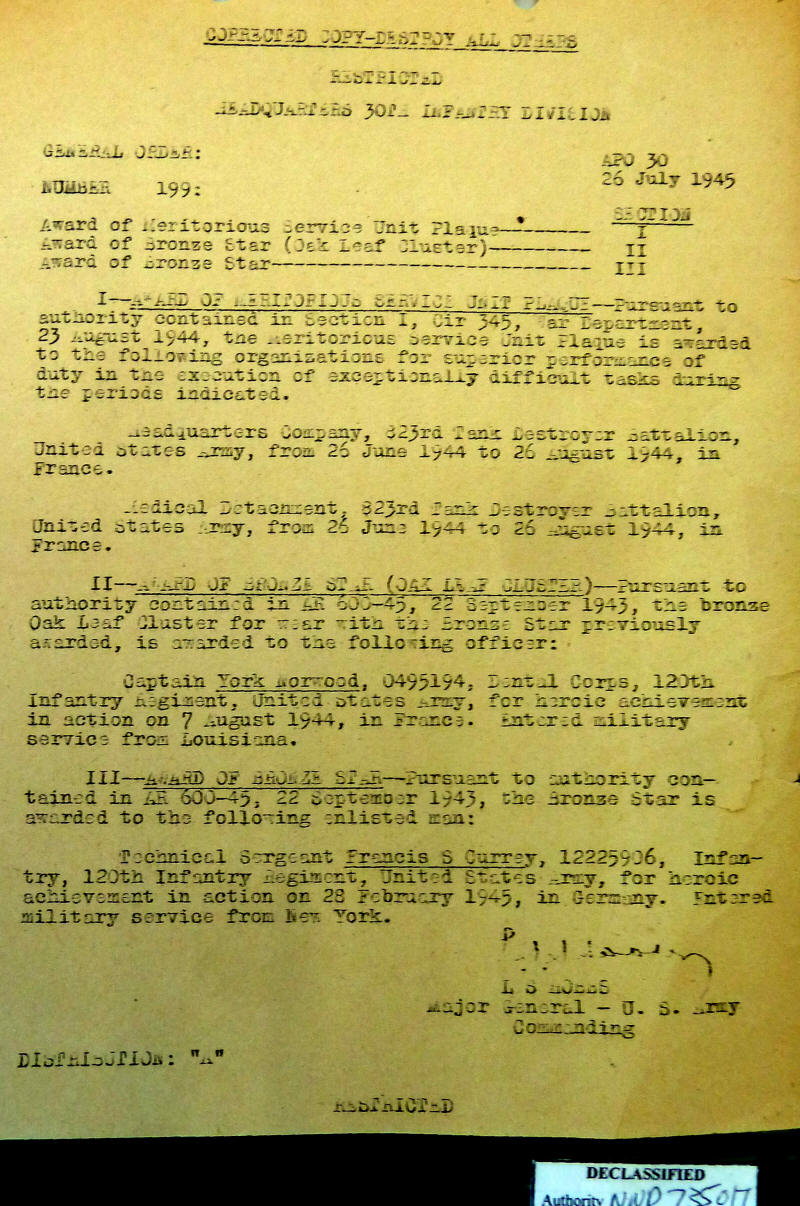 CORRECTED COPY-DESTROY ALL OTHERS
RESTRICTED
HEADQUARTERS 30TH INFANTRY DIVISION
GENERAL ORDER:
APO 30
26 July 1945
NUMBER 199:
SECTION
Award of Meritorious Service Unit Plaque--------- I
Award of Bronze Star (Oak Leaf Cluster)--------- II
Award of Bronze Star----------------------------- III
I--AWARD OF MERITORIOUS SERVICE UNIT PLAQUE--Pursuant to
authority contained in Section I, Cir 345, War Department,
23 August 1944, the Meritorious Service Unit Plaque is awarded
to the following organizations for superior performance of
duty in the execution of exceptionally difficult tasks during
the periods indicated.
Headquarters Company, 823rd Tank Destroyer Battalion,
United States Army, from 26 June 1944 to 26 August 1944, in
France.
Medical Detachment, 823rd Tank Destroyer Battalion,
United States Army, from 26 June 1944 to 26 August 1944, in
France.
II--AWARD OF BRONZE STAR (OAK LEAF CLUSTER)--Pursuant to
authority contained in AR 600-45, 22 September 1943, the bronze
Oak Leaf Cluster for wear with the Bronze Star previously
awarded, is awarded to the following officer:
Captain York Norwood, 0495194, Dental Corps, 120th
Infantry Regiment, United States Army, for heroic achievement
in action on 7 August 1944, in France. Entered military
service from Louisiana.
III--AWARD OF BRONZE STAR--Pursuant to authority con-
tained in AR 600-45, 22 September 1943, the Bronze Star is
awarded to the following enlisted man:
Technical Sergeant Francis S Currey, 12225906, Infan-
try, 120th Infantry Regiment, United States Army, for heroic
achievement in action on 28 February 1945, in Germany. Entered
military service from New York.
L S HOBBS
Major General - U. S. Army
Commanding
DISTRIBUTION: "A"
RESTRICTED
DECLASSIFIED
Authority NND 735017